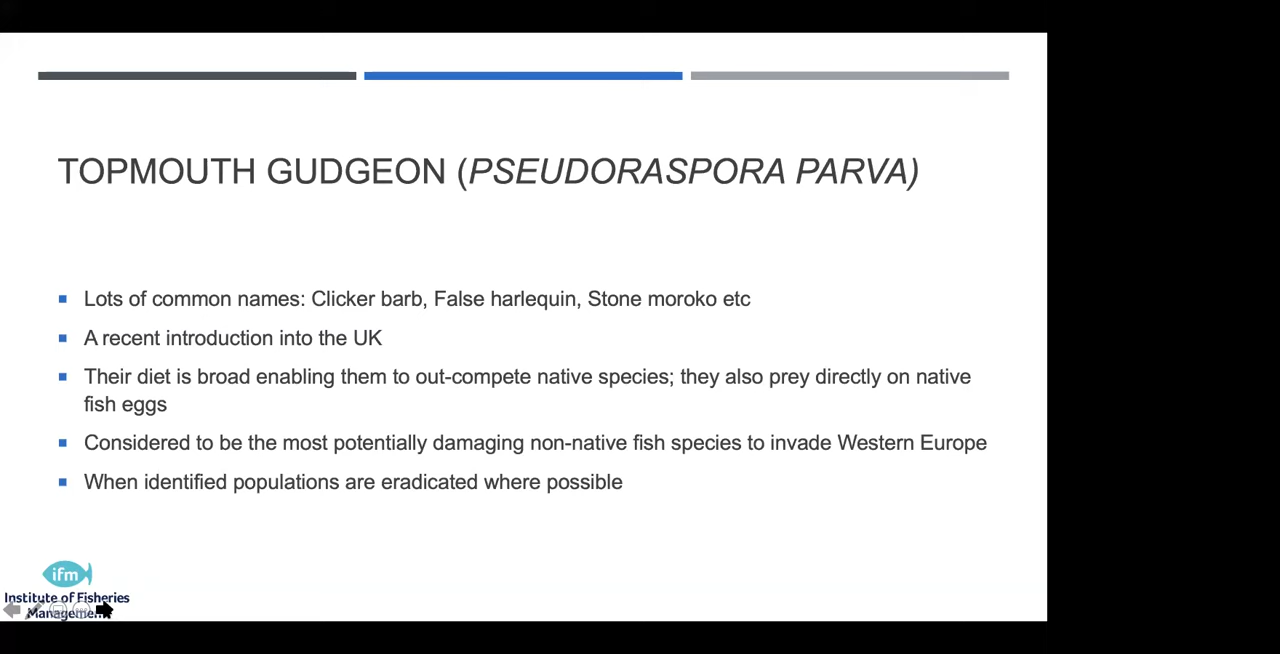 TOPMOUTH GUDGEON (PSEUDORASPORA PARVA)
Lots of common names: Clicker barb, False harlequin, Stone moroko etc
A recent introduction into the UK
Their diet is broad enabling them to out-compete native species; they also prey directly on native
fish eggs
Considered to be the most potentially damaging non-native fish species to invade Western Europe
When identified populations are eradicated where possible
ifm
Institute of Fisheries
Management